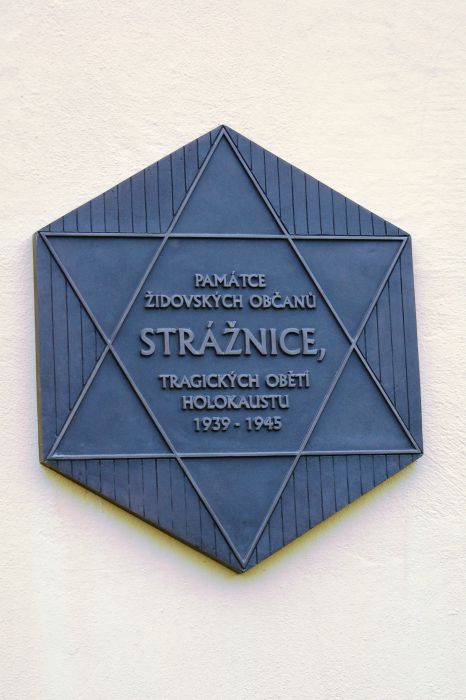 PAMÁTCE
ŽIDOVSKÝCH OBČANŮ
STRÁŽNICE,
TRAGICKÝCH OBĚTÍ
HOLOKAUSTU
1939 - 1945